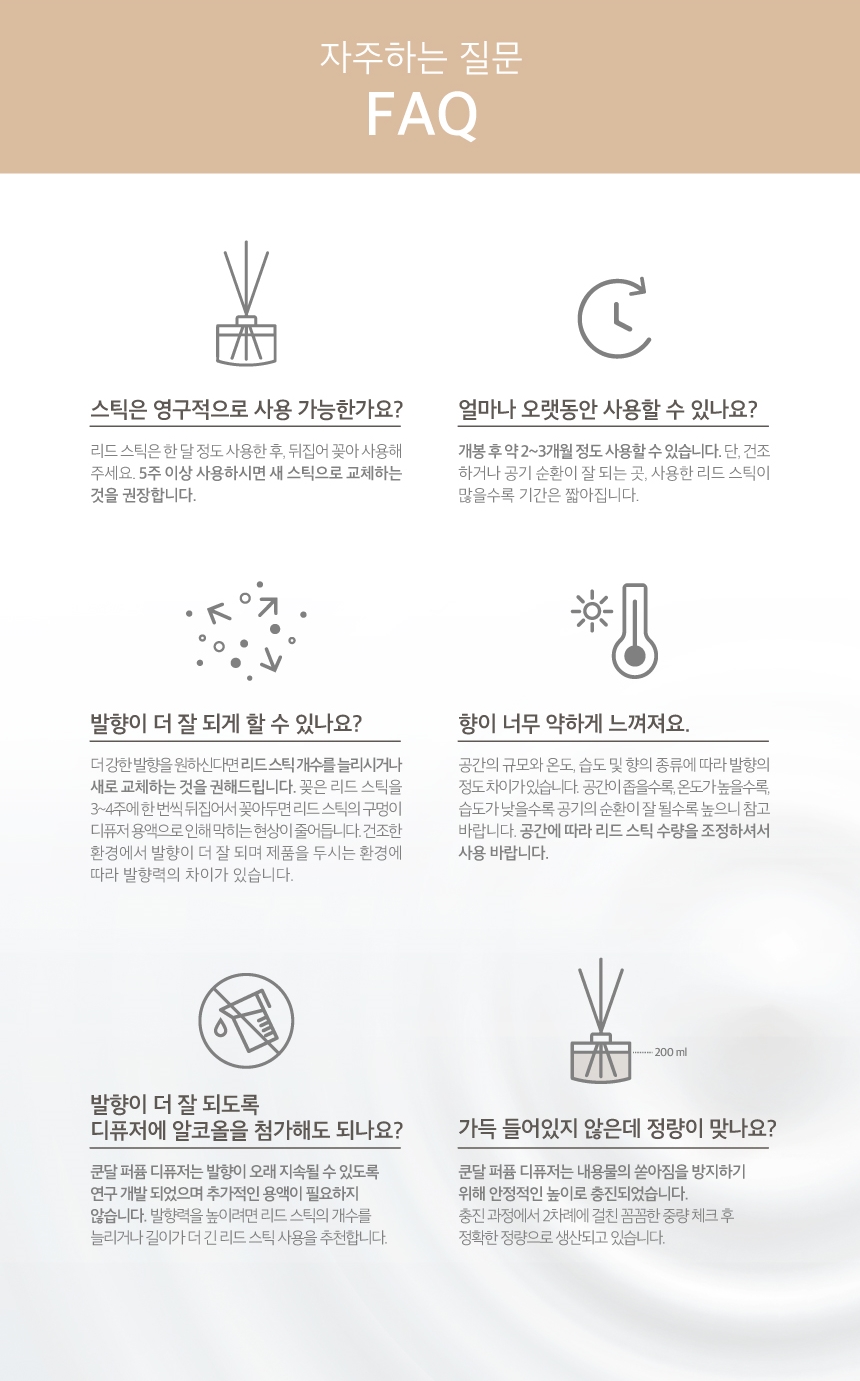 자주하는 질문
FAQ
스틱은 영구적으로 사용 가능한가요?
리드 스틱은 한 달 정도 사용한 후, 뒤집어 꽂아 사용해
주세요. 5주 이상 사용하시면 새 스틱으로 교체하는
것을 권장합니다.
얼마나 오랫동안 사용할 수 있나요?
개봉 후 약 2~3개월 정도 사용할 수 있습니다. 단, 건조
하거나 공기 순환이 잘 되는 곳, 사용한 리드 스틱이
많을수록 기간은 짧아집니다.
발향이 더 잘 되게 할 수 있나요?
더 강한 발향을 원하신다면 리드 스틱 개수를 늘리시거나
새로 교체하는 것을 권해드립니다. 꽂은 리드 스틱을
3~4주에 한 번씩 뒤집어서 꽂아두면 리드 스틱의 구멍이
디퓨저 용액으로 인해 막히는 현상이 줄어듭니다. 건조한
환경에서 발향이 더 잘 되며 제품을 두시는 환경에
따라 발향력의 차이가 있습니다.
향이 너무 약하게 느껴져요.
공간의 규모와 온도, 습도 및 향의 종류에 따라 발향의
정도 차이가 있습니다. 공간이 좁을수록, 온도가 높을수록,
습도가 낮을수록 공기의 순환이 잘 될수록 높으니 참고
바랍니다. 공간에 따라 리드 스틱 수량을 조정하셔서
사용 바랍니다.
발향이 더 잘 되도록
디퓨저에 알코올을 첨가해도 되나요?
쿤달 퍼퓸 디퓨저는 발향이 오래 지속될 수 있도록
연구 개발 되었으며 추가적인 용액이 필요하지
않습니다. 발향력을 높이려면 리드 스틱의 개수를
늘리거나 길이가 더 긴 리드 스틱 사용을 추천합니다.
200 ml
가득 들어있지 않은데 정량이 맞나요?
쿤달 퍼퓸 디퓨저는 내용물의 쏟아짐을 방지하기
위해 안정적인 높이로 충진되었습니다.
충진 과정에서 2차례에 걸친 꼼꼼한 중량 체크 후
정확한 정량으로 생산되고 있습니다.